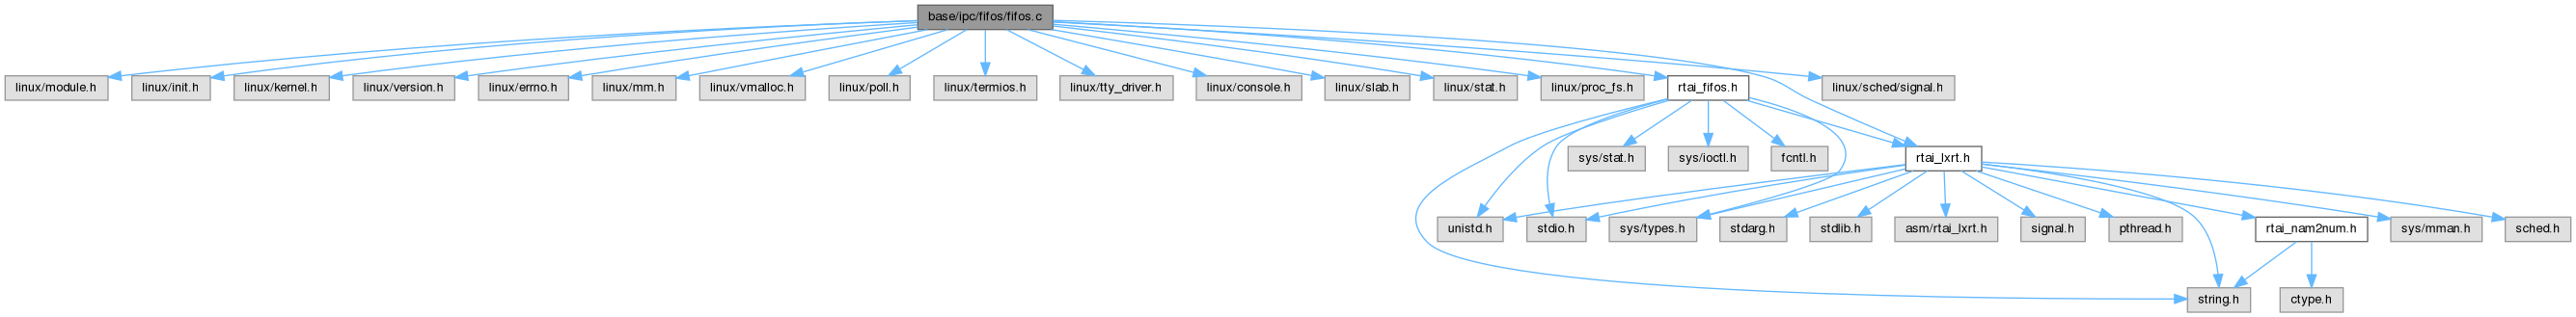 base/ipc/fifos/fifos.c
linux/module.h
linux/init.h
linux/kernel.h
linux/version.h
linux/errno.h
linux/mm.h
linux/vmalloc.h
linux/poll.h
linux/termios.h
linux/tty_driver.h
linux/console.h
linux/slab.h
linux/stat.h
linux/proc_fs.h
rtai_fifos.h
linux/sched/signal.h
sys/stat.h
sys/ioctl.h
fcntl.h
rtai_lxrt.h
unistd.h
stdio.h
sys/types.h
stdarg.h
stdlib.h
asm/rtai_lxrt.h
signal.h
pthread.h
rtai_nam2num.h
sys/mman.h
sched.h
string.h
ctype.h